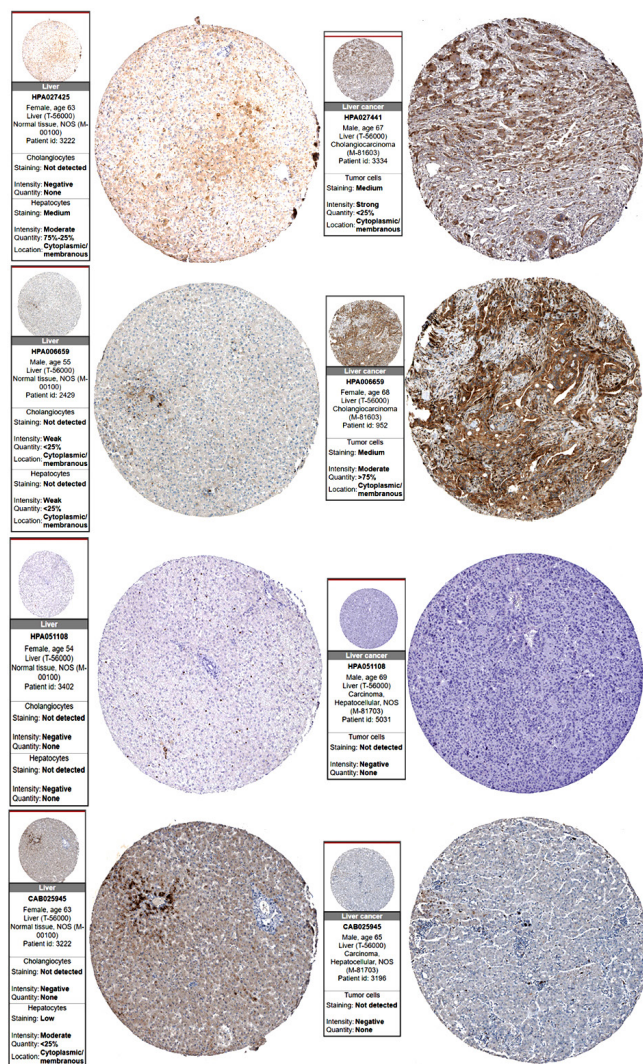 Liver
HPA027425
Female, age 63
Liver (T-56000)
Normal tissue, NOS (M-
00100)
Patient id: 3222
Cholangiocytes
Staining: Not detected
Intensity: Negative
Quantity: None
Hepatocytes
Staining: Medium
Intensity: Moderate
Quantity: 75%-25%
Location: Cytoplasmic/
membranous
Liver cancer
HPA027441
Male, age 67
Liver (T-56000)
Cholangiocarcinoma
(M-81603)
Patient id: 3334
Tumor cells
Staining: Medium
Intensity: Strong
Quantity: <25%
Location: Cytoplasmic/
membranous
Liver
HPA006659
Male, age 55
Liver (T-56000)
Normal tissue, NOS (M-
00100)
Patient id: 2429
Cholangiocytes
Staining: Not detected
Intensity: Weak
Quantity: <25%
Location: Cytoplasmic/
membranous
Hepatocytes
Staining: Not detected
Intensity: Weak
Quantity: <25%
Location: Cytoplasmic/
membranous
Liver cancer
HPA006659
Female, age 68
Liver (T-56000)
Cholangiocarcinoma
(M-81603)
Patient id: 952
Tumor cells
Staining: Medium
Intensity: Moderate
Quantity: >75%
Location: Cytoplasmic/
membranous
Liver
HPA051108
Female, age 54
Liver (T-56000)
Normal tissue, NOS (M-
00100)
Patient id: 3402
Cholangiocytes
Staining: Not detected
Intensity: Negative
Quantity: None
Hepatocytes
Staining: Not detected
Intensity: Negative
Quantity: None
Liver cancer
HPA051108
Male, age 69
Liver (T-56000)
Carcinoma,
Hepatocellular, NOS
(M-81703)
Patient id: 5031
Tumor cells
Staining: Not detected
Intensity: Negative
Quantity: None
Liver
CAB025945
Female, age 63
Liver (T-56000)
Normal tissue, NOS (M-
00100)
Patient id: 3222
Cholangiocytes
Staining: Not detected
Intensity: Negative
Quantity: None
Hepatocytes
Staining: Low
Intensity: Moderate
Quantity: <25%
Location: Cytoplasmic/
membranous
Liver cancer
CAB025945
Male, age 65
Liver (T-56000)
Carcinoma,
Hepatocellular, NOS
(M-81703)
Patient id: 3196
Tumor cells
Staining: Not detected
Intensity: Negative
Quantity: None